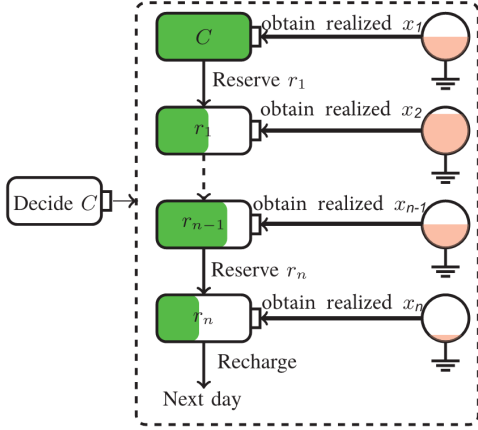 C
obtain realized x₁
Reserve r₁
r₁
obtain realized x₂
Decide C
rₙ₋₁
obtain realized xₙ₋₁
Reserve rₙ
rₙ
obtain realized xₙ
Recharge
Next day